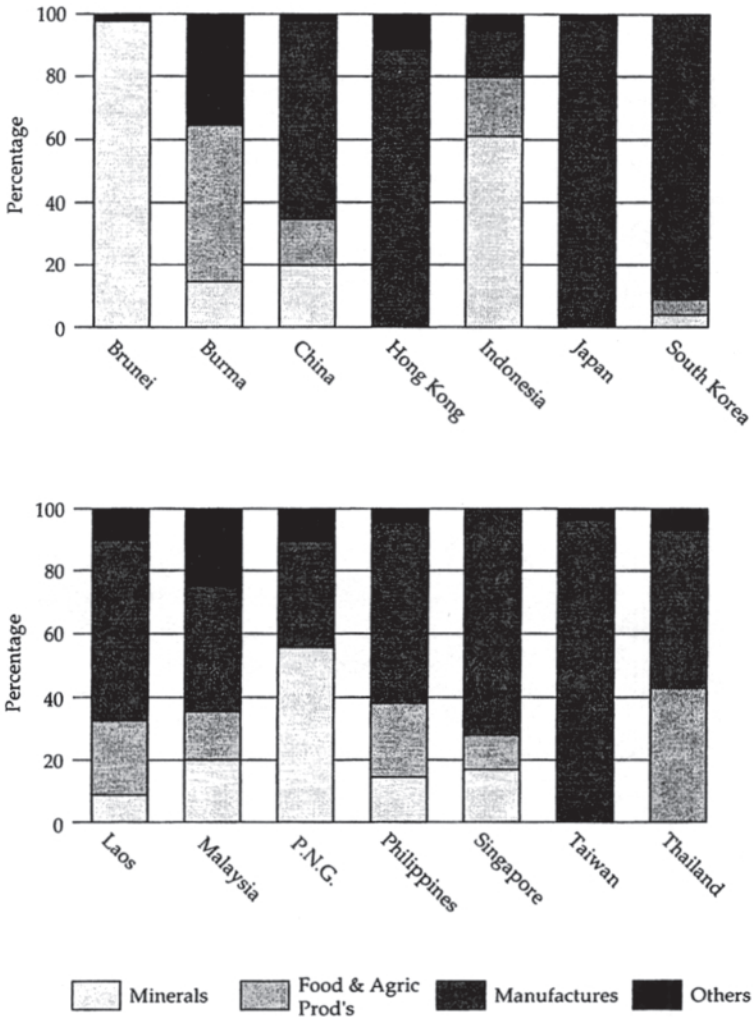 100
80
60
40
20
0
Percentage
Brunei
Burma
China
Hong Kong
Indonesia
Japan
South Korea
100
80
60
40
20
0
Percentage
Laos
Malaysia
P.N.G.
Philippines
Singapore
Taiwan
Thailand
Minerals
Food & Agric
Prod's
Manufactures
Others